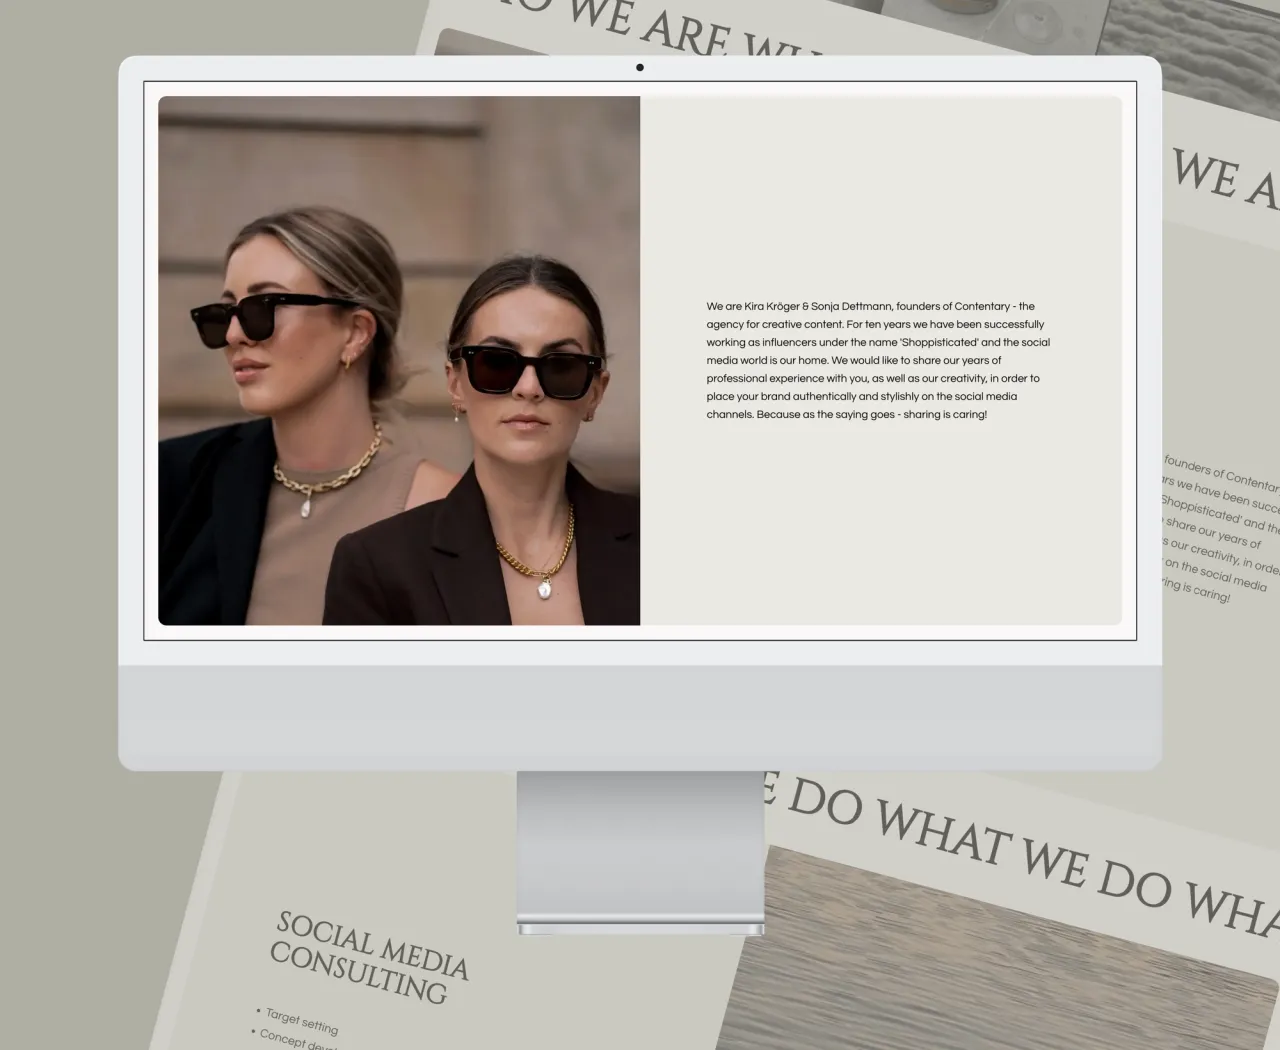 O WE ARE WH
WE A
We are Kira Kröger & Sonja Dettmann, founders of Contentary - the
agency for creative content. For ten years we have been successfully
working as influencers under the name 'Shoppisticated' and the social
media world is our home. We would like to share our years of
professional experience with you, as well as our creativity, in order to
place your brand authentically and stylishly on the social media
channels. Because as the saying goes - sharing is caring!
founders of Contentar
rs we have been succe
Shoppisticated' and the
share our years of
s our creativity, in orde
on the social media
ring is caring!
E DO WHAT WE DO WHA
SOCIAL MEDIA
CONSULTING
• Target setting
• Concept